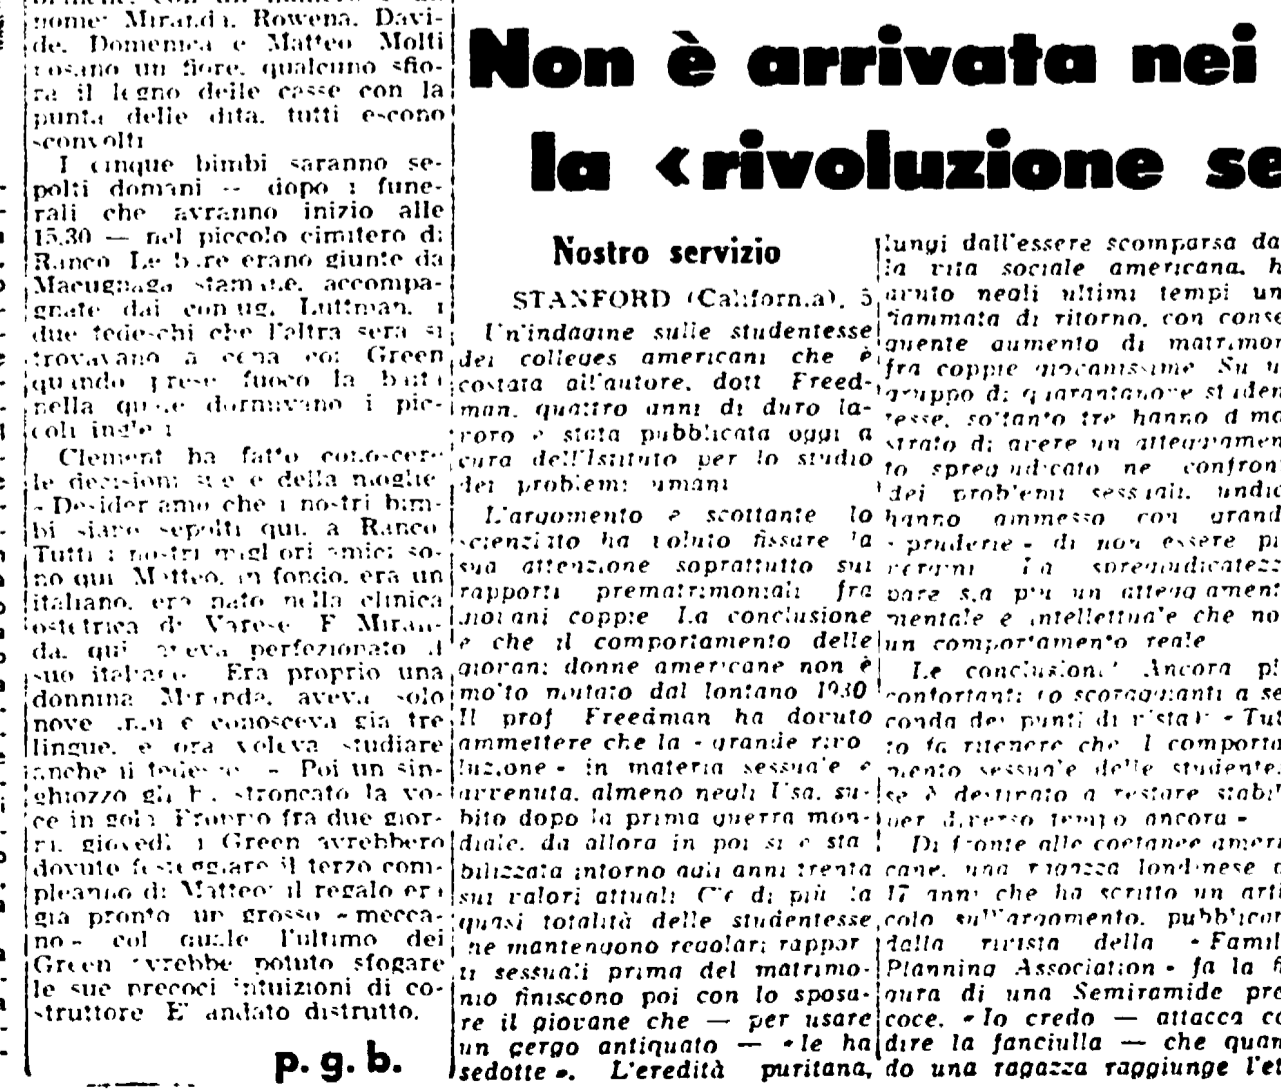 nome: Miranda, Rowena, Davi-
de, Domenica e Matteo Molti
posano un fiore, qualcuno sfio-
ra il legno delle casse con la
punta delle dita, tutti escono
sconvolti
I cinque bimbi saranno se-
polti domani — dopo i fune-
rali che avranno inizio alle
15,30 — nel piccolo cimitero di
Ranco Le bare erano giunte da
Macugnaga stamane, accompa-
gnate dai coniugi Luttman, i
due tedeschi che l'altra sera si
trovavano a cena coi Green
quando prese fuoco la baita
nella quale dormivano i pic-
coli inglesi
Clement ha fatto conoscere
le decisioni sue e della moglie
- Desideriamo che i nostri bim-
bi siano sepolti qui, a Ranco
Tutti i nostri migliori amici so-
no qui Matteo, in fondo, era un
italiano, era nato nella clinica
ostetrica di Varese E Miran-
da, qui aveva perfezionato il
suo italiano Era proprio una
donnina Miranda, aveva solo
nove anni e conosceva già tre
lingue, e ora voleva studiare
anche il tedesco - Poi un sin-
ghiozzo gli ha stroncato la vo-
ce in gola Proprio fra due gior-
ni, giovedì i Green avrebbero
dovuto festeggiare il terzo com-
pleanno di Matteo: il regalo era
già pronto un grosso «mecca-
no» col quale l'ultimo dei
Green avrebbe potuto sfogare
le sue precoci intuizioni di co-
struttore E' andato distrutto.
p. g. b.
Non è arrivata nei
la «rivoluzione se
Nostro servizio
STANFORD (California), 5
Un'indagine sulle studentesse
dei colleges americani che è
costata all'autore, dott Freed-
man, quattro anni di duro la-
voro è stata pubblicata oggi a
cura dell'Istituto per lo studio
dei problemi umani
L'argomento è scottante lo
scienziato ha voluto fissare la
sua attenzione soprattutto sui
rapporti prematrimoniali fra
giovani coppie La conclusione
è che il comportamento delle
giovani donne americane non è
molto mutato dal lontano 1930
Il prof Freedman ha dovuto
ammettere che la «grande rivo
luzione» in materia sessuale è
avvenuta, almeno negli Usa, su-
bito dopo la prima guerra mon-
diale, da allora in poi si è sta
bilizzata intorno agli anni trenta
sui valori attuali C'è di più la
quasi totalità delle studentesse
che mantengono regolari rappor
ti sessuali prima del matrimo-
nio finiscono poi con lo sposa-
re il giovane che — per usare
un gergo antiquato — «le ha
sedotte». L'eredità puritana,
lungi dall'essere scomparsa da
la vita sociale americana, h
avuto negli ultimi tempi un
fiammata di ritorno, con conse
guente aumento di matrimon
fra coppie giovanissime Su u
gruppo di quarantanove studen
tesse, soltanto tre hanno dimo
strato di avere un atteggiamen
to spregiudicato nei confron
dei problemi sessuali, undic
hanno ammesso con grand
«pruderie» di non essere più
vergini La spregiudicatezz
pare sia più un atteggiament
mentale e intellettuale che no
un comportamento reale
Le conclusioni? Ancora pi
confortanti (o scoraggianti a se
conda dei punti di vista): «Tut
to fa ritenere che il comporta
mento sessuale delle studentes
se è destinato a restare stabil
per diverso tempo ancora»
Di fronte alle coetanee ameri
cane, una ragazza londinese d
17 anni che ha scritto un arti
colo sull'argomento, pubblicat
dalla rivista della «Famil
Planning Association» fa la fi
gura di una Semiramide pre
coce. «Io credo — attacca co
dire la fanciulla — che quan
do una ragazza raggiunge l'et